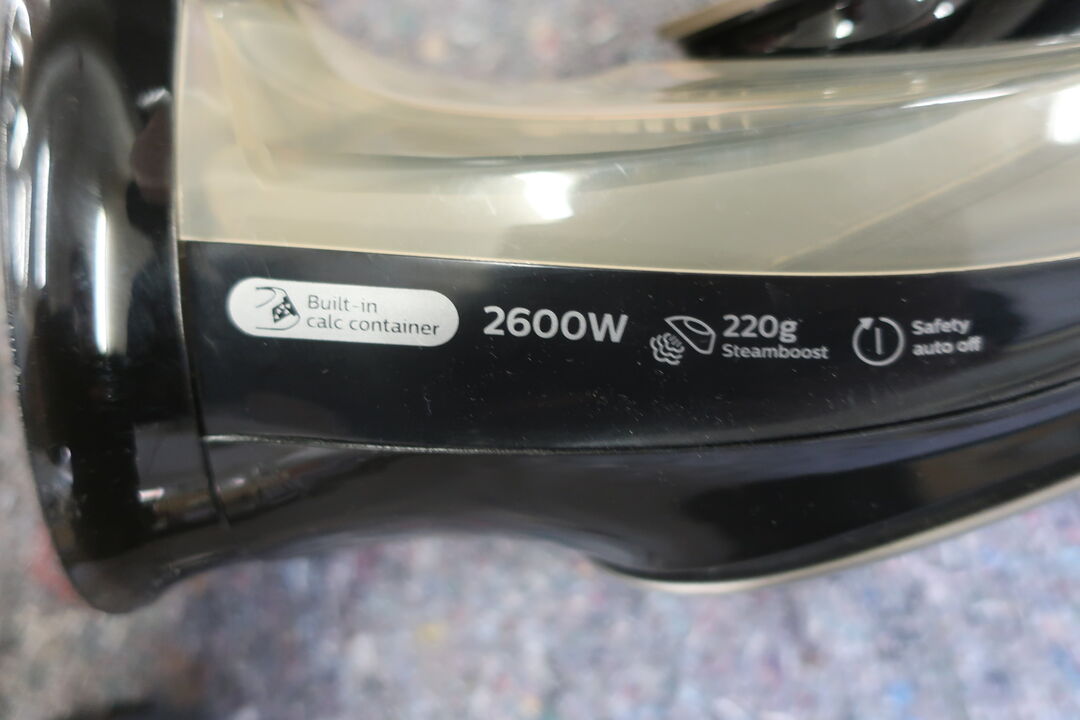 Built-in
calc container
2600W
220g
Steamboost
Safety
auto off